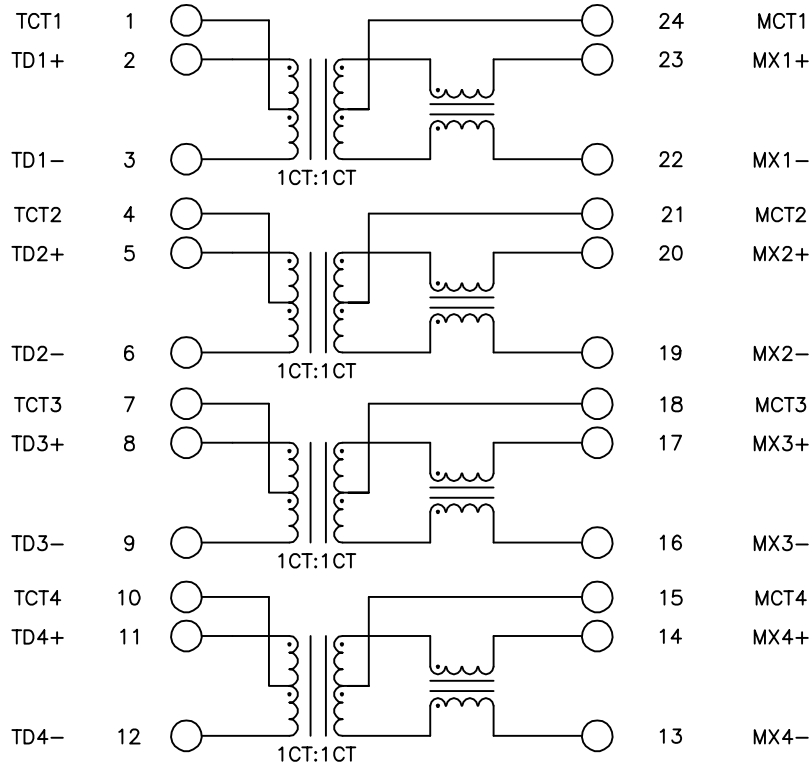 TCT1 1 24 MCT1
TD1+ 2 23 MX1+
TD1- 3 22 MX1-
1CT:1CT
TCT2 4 21 MCT2
TD2+ 5 20 MX2+
TD2- 6 19 MX2-
1CT:1CT
TCT3 7 18 MCT3
TD3+ 8 17 MX3+
TD3- 9 16 MX3-
1CT:1CT
TCT4 10 15 MCT4
TD4+ 11 14 MX4+
TD4- 12 13 MX4-
1CT:1CT